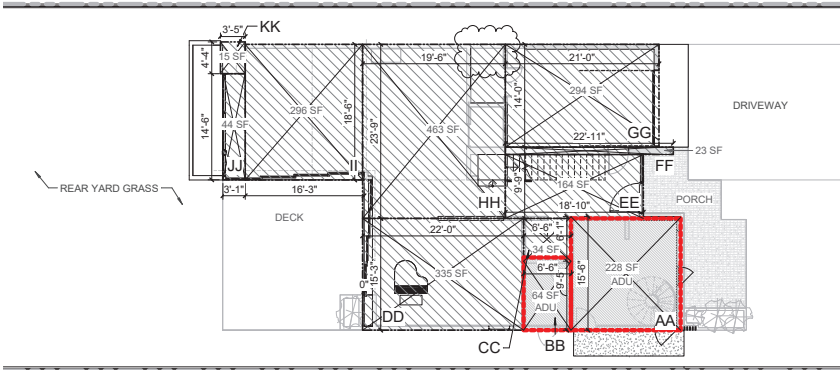 3'-5"
KK
4'-4"
15 SF
19'-6"
21'-0"
14'-6"
44 SF
296 SF
18'-6"
23'-9"
463 SF
14'-0"
294 SF
DRIVEWAY
22'-11"
GG
23 SF
FF
JJ
II
REAR YARD GRASS
3'-1"
16'-3"
HH
9'-9"
164 SF
18'-10"
EE
PORCH
DECK
22'-0"
6'-6"
6'-1"
34 SF
6'-6"
335 SF
15'-3"
9'-5"
15'-6"
228 SF
ADU
64 SF
ADU
DD
AA
CC
BB